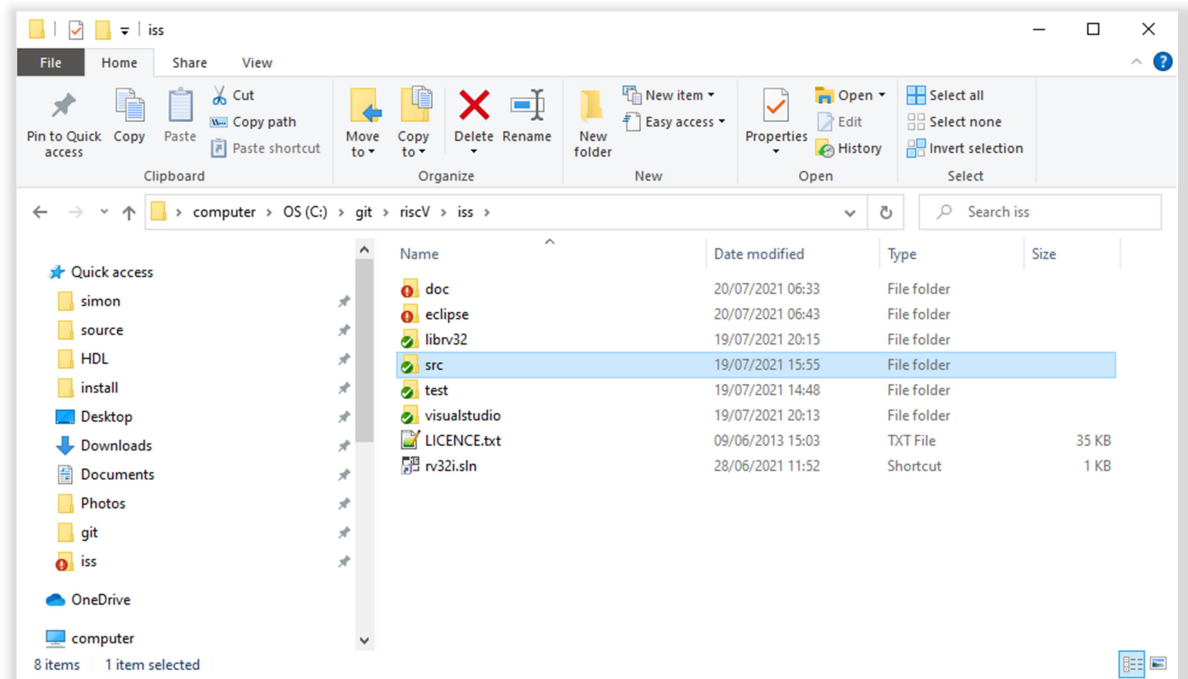 iss
File Home Share View
Pin to Quick access
Copy
Paste
Cut
Copy path
Paste shortcut
Move to
Copy to
Delete
Rename
New folder
New item
Easy access
Properties
Open
Edit
History
Select all
Select none
Invert selection
Clipboard Organize New Open Select
computer > OS (C:) > git > riscV > iss >
Search iss
Quick access
simon
source
HDL
install
Desktop
Downloads
Documents
Photos
git
iss
OneDrive
computer
Name Date modified Type Size
doc 20/07/2021 06:33 File folder
eclipse 20/07/2021 06:43 File folder
librv32 19/07/2021 20:15 File folder
src 19/07/2021 15:55 File folder
test 19/07/2021 14:48 File folder
visualstudio 19/07/2021 20:13 File folder
LICENCE.txt 09/06/2013 15:03 TXT File 35 KB
rv32i.sln 28/06/2021 11:52 Shortcut 1 KB
8 items 1 item selected